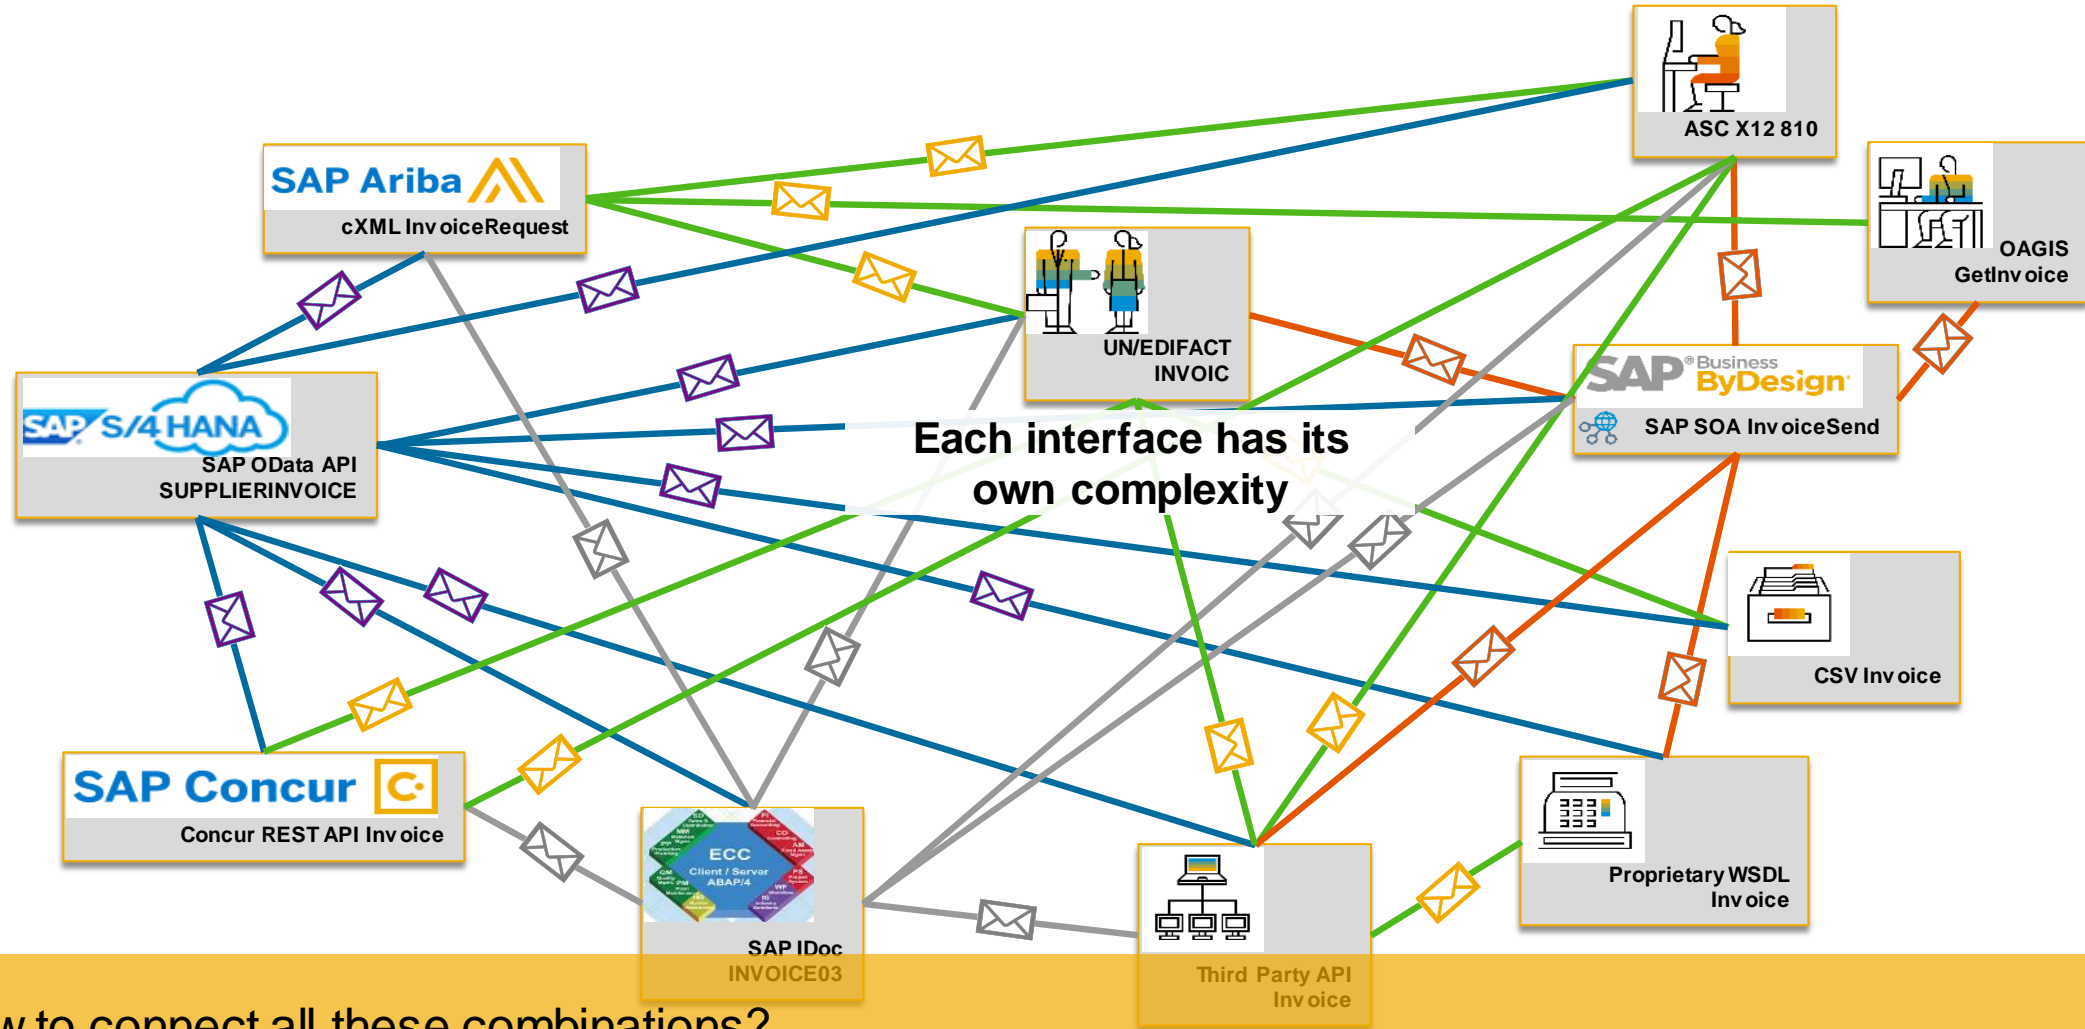 ASC X12 810
SAP Ariba
cXML InvoiceRequest
OAGIS
GetInvoice
UN/EDIFACT
INVOIC
SAP® Business
ByDesign
SAP SOA InvoiceSend
SAP S/4 HANA
SAP OData API
SUPPLIERINVOICE
Each interface has its
own complexity
CSV Invoice
SAP Concur C.
Concur REST API Invoice
ECC
Client / Server
ABAP/4
SAP IDoc
INVOICE03
Third Party API
Invoice
Proprietary WSDL
Invoice
to connect all these combinations?